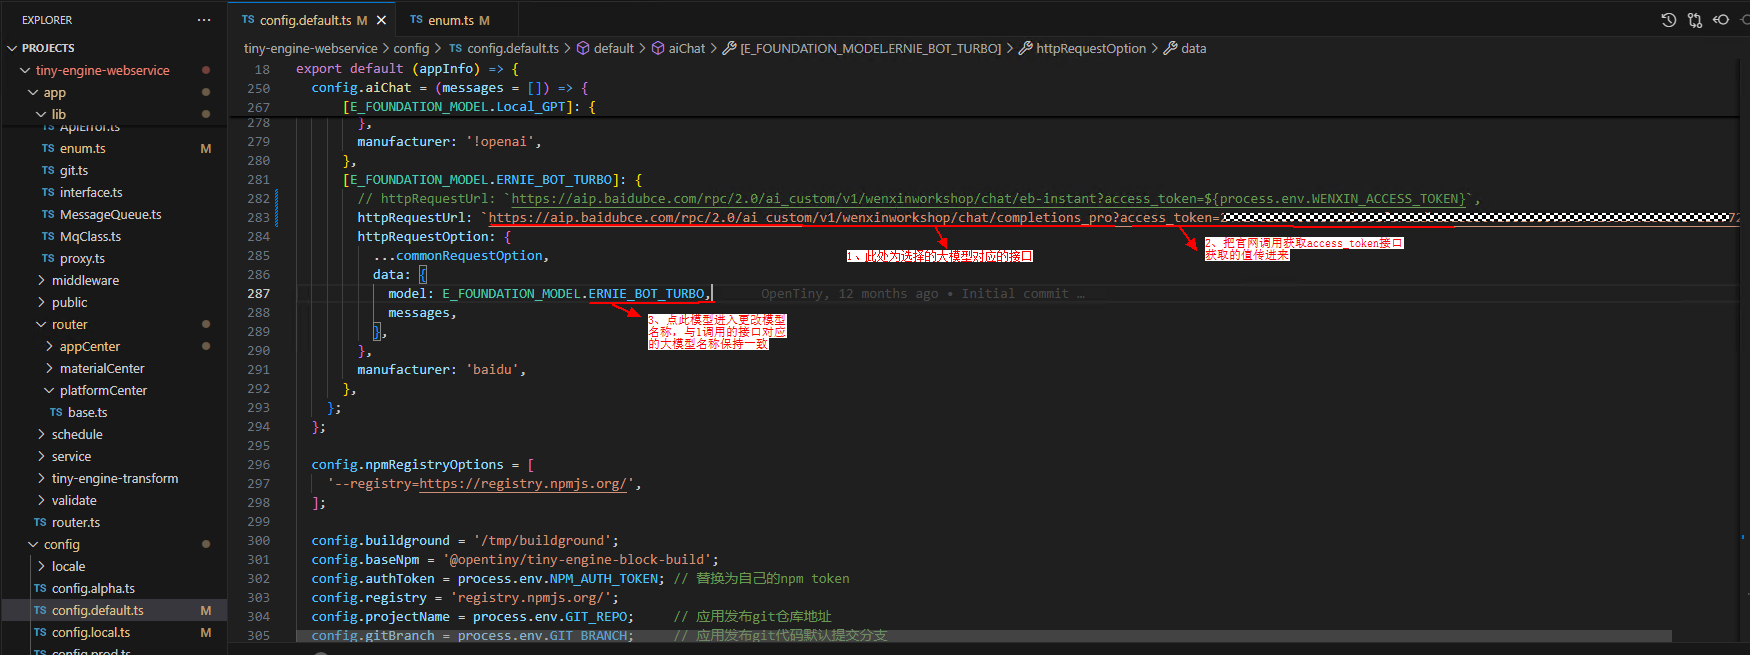 EXPLORER
PROJECTS
tiny-engine-webservice
app
lib
TS ApiError.ts
TS enum.ts M
TS git.ts
TS interface.ts
TS MessageQueue.ts
TS MqClass.ts
TS proxy.ts
middleware
public
router
appCenter
materialCenter
platformCenter
TS base.ts
schedule
service
tiny-engine-transform
validate
TS router.ts
config
locale
TS config.alpha.ts
TS config.default.ts M
TS config.local.ts M
TS config.prod.ts
TS config.default.ts M
TS enum.ts M
tiny-engine-webservice > config > TS config.default.ts > default > aiChat > [E_FOUNDATION_MODEL.ERNIE_BOT_TURBO] > httpRequestOption > data
18 export default (appInfo) => {
250 config.aiChat = (messages = []) => {
267 [E_FOUNDATION_MODEL.Local_GPT]: {
278 },
279 manufacturer: '!openai',
280 },
281 [E_FOUNDATION_MODEL.ERNIE_BOT_TURBO]: {
282 // httpRequestUrl: `https://aip.baidubce.com/rpc/2.0/ai_custom/v1/wenxinworkshop/chat/eb-instant?access_token=${process.env.WENXIN_ACCESS_TOKEN}`,
283 httpRequestUrl: `https://aip.baidubce.com/rpc/2.0/ai_custom/v1/wenxinworkshop/chat/completions_pro?access_token=
284 httpRequestOption: {
285 ...commonRequestOption,
286 data: {
287 model: E_FOUNDATION_MODEL.ERNIE_BOT_TURBO, OpenTiny, 12 months ago • Initial commit …
288 messages,
289 },
290 },
291 manufacturer: 'baidu',
292 },
293 };
294 };
295
296 config.npmRegistryOptions = [
297 '--registry=https://registry.npmjs.org/',
298 ];
299
300 config.buildground = '/tmp/buildground';
301 config.baseNpm = '@opentiny/tiny-engine-block-build';
302 config.authToken = process.env.NPM_AUTH_TOKEN; // 替换为自己的npm token
303 config.registry = 'registry.npmjs.org/';
304 config.projectName = process.env.GIT_REPO; // 应用发布git仓库地址
305 config.gitBranch = process.env.GIT_BRANCH; // 应用发布git代码默认提交分支
1、此处为选择的大模型对应的接口
2、把官网调用获取access_token接口
获取的值传进来
3、点此模型进入更改模型
名称，与1调用的接口对应
的大模型名称保持一致